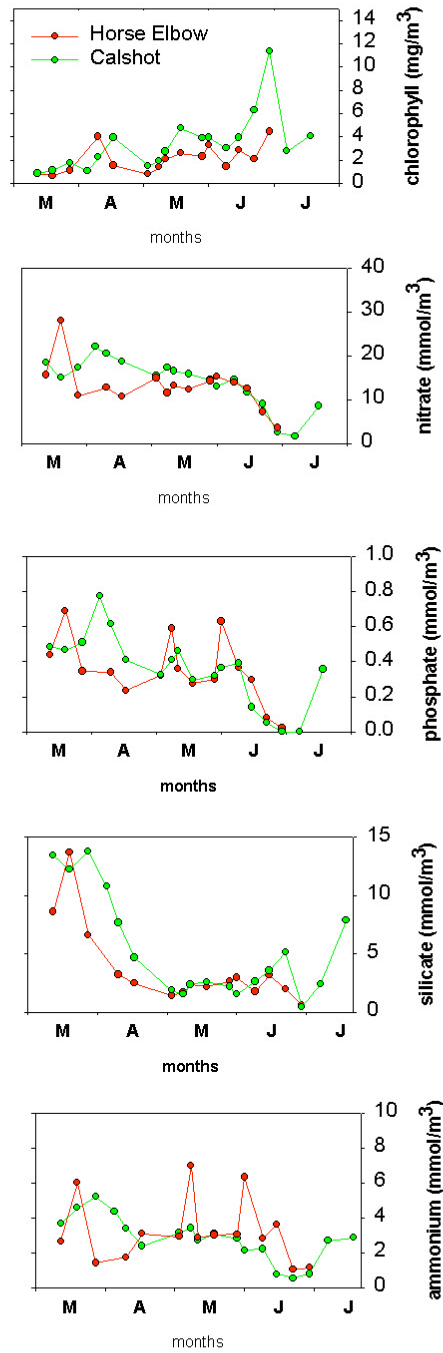 Horse Elbow
Calshot
14
12
10
8
6
4
2
0
chlorophyll (mg/m3)
M A M J J
months
40
30
20
10
0
nitrate (mmol/m3)
M A M J J
months
1.0
0.8
0.6
0.4
0.2
0.0
phosphate (mmol/m3)
M A M J J
months
15
10
5
0
silicate (mmol/m3)
M A M J J
months
10
8
6
4
2
0
ammonium (mmol/m3)
M A M J J
months